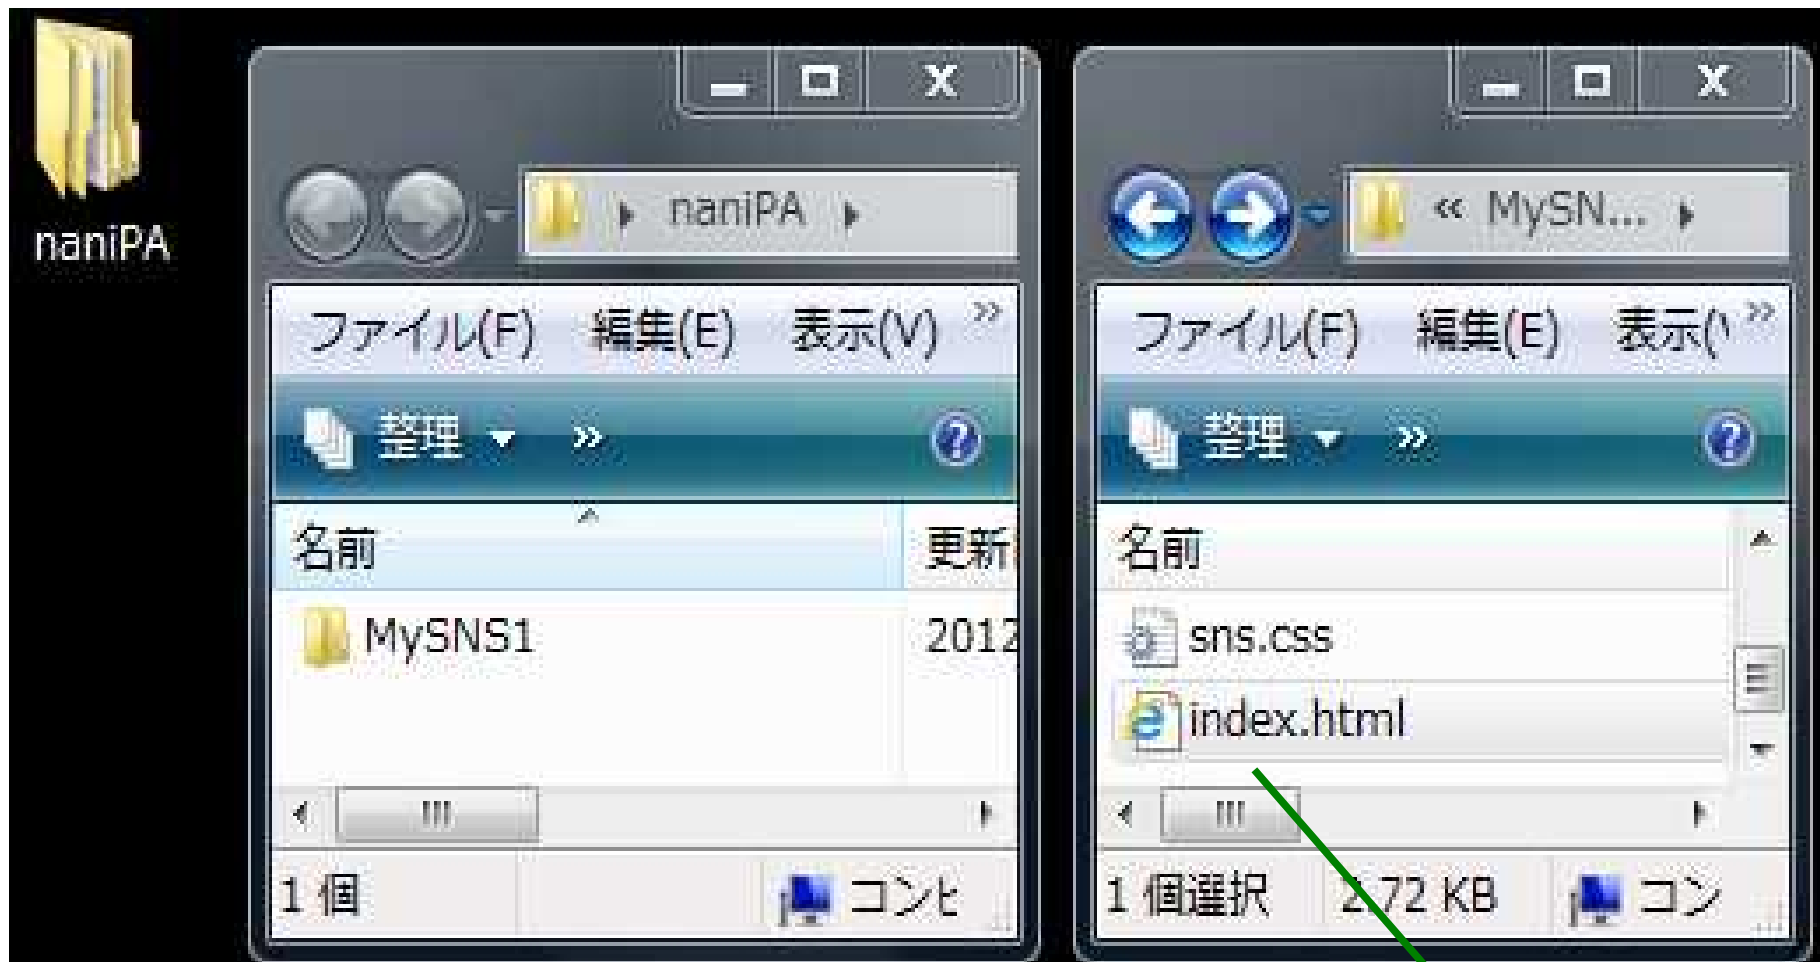 naniPA
naniPA
ファイル(F) 編集(E) 表示(V) »
整理 »
名前 更新
MySNS1 2012
1 個 コンピ
« MySN...
ファイル(F) 編集(E) 表示(V »
整理 »
名前
sns.css
index.html
1 個選択 2.72 KB コン